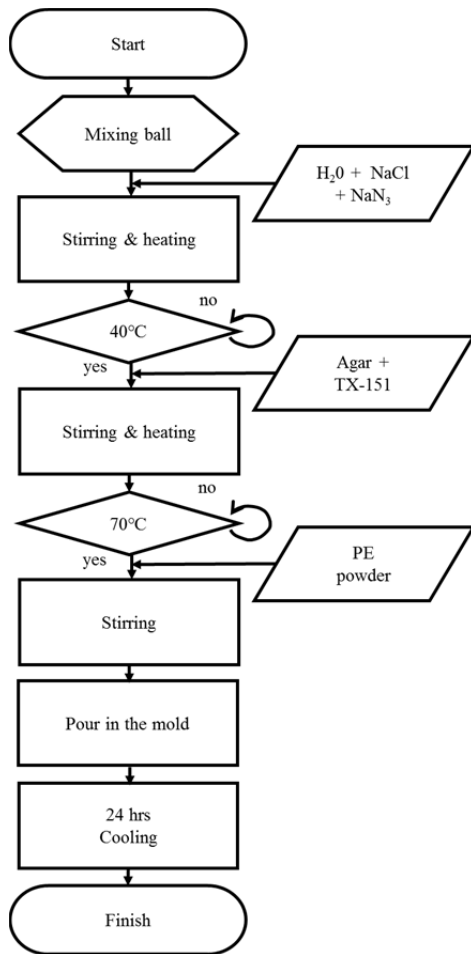 Start
Mixing ball
H₂0 + NaCl
+ NaN₃
Stirring & heating
no
40°C
yes
Agar +
TX-151
Stirring & heating
no
70°C
yes
PE
powder
Stirring
Pour in the mold
24 hrs
Cooling
Finish